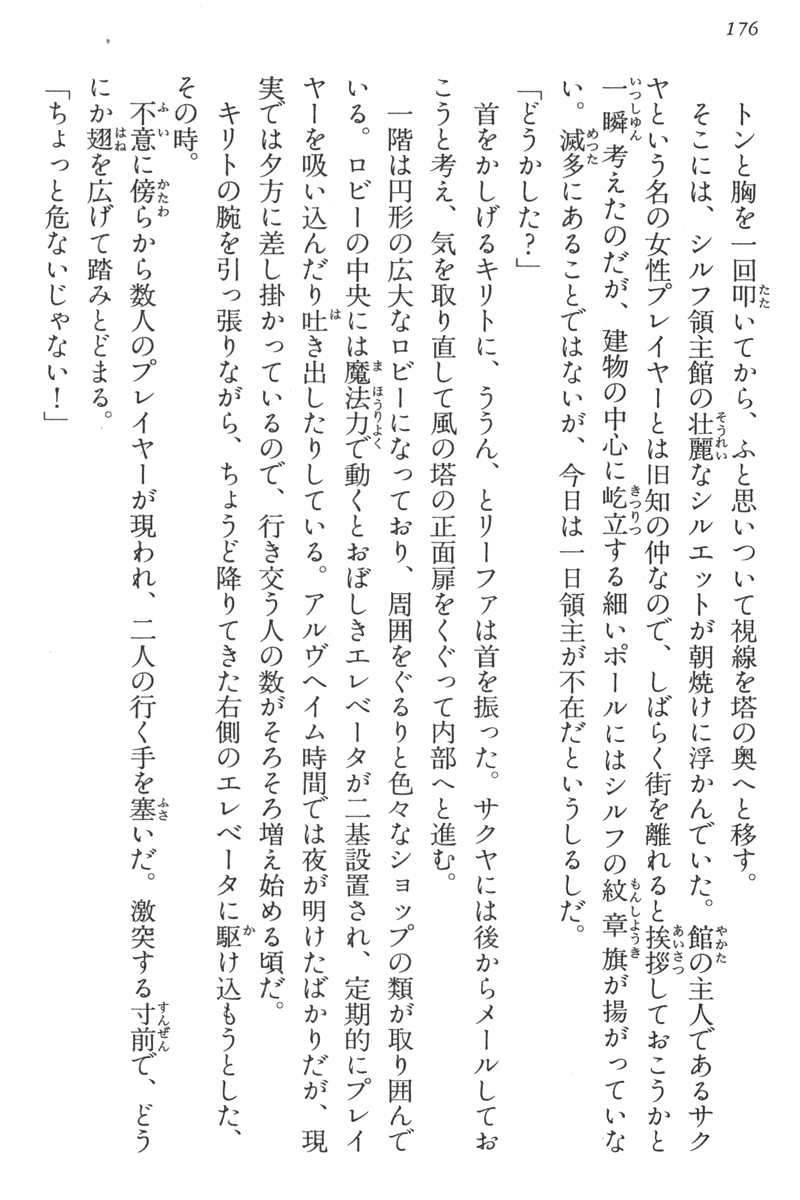 176
トンと胸を一回叩いてから、ふと思いついて視線を塔の奥へと移す。
そこには、シルフ領主館の壮麗なシルエットが朝焼けに浮かんでいた。館の主人であるサク
ヤという名の女性プレイヤーとは旧知の仲なので、しばらく街を離れると挨拶しておこうかと
一瞬考えたのだが、建物の中心に屹立する細いポールにはシルフの紋章旗が揚がっていな
い。滅多にあることではないが、今日は一日領主が不在だというしるしだ。
「どうかした?」
首をかしげるキリトに、ううん、とリーファは首を振った。サクヤには後からメールしてお
こうと考え、気を取り直して風の塔の正面扉をくぐって内部へと進む。
一階は円形の広大なロビーになっており、周囲をぐるりと色々なショップの類が取り囲んで
いる。ロビーの中央には魔法力で動くとおぼしきエレベータが二基設置され、定期的にプレイ
ヤーを吸い込んだり吐き出したりしている。アルヴヘイム時間では夜が明けたばかりだが、現
実では夕方に差し掛かっているので、行き交う人の数がそろそろ増え始める頃だ。
キリトの腕を引っ張りながら、ちょうど降りてきた右側のエレベータに駆け込もうとした、
その時。
不意に傍らから数人のプレイヤーが現われ、二人の行く手を塞いだ。激突する寸前で、どう
にか翅を広げて踏みとどまる。
「ちょっと危ないじゃない!」